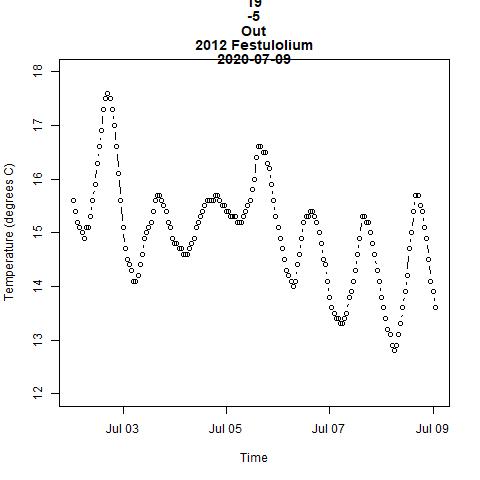 19
-5
Out
2012 Festulolium
2020-07-09
Temperature (degrees C)
18
17
16
15
14
13
12
Jul 03
Jul 05
Jul 07
Jul 09
Time